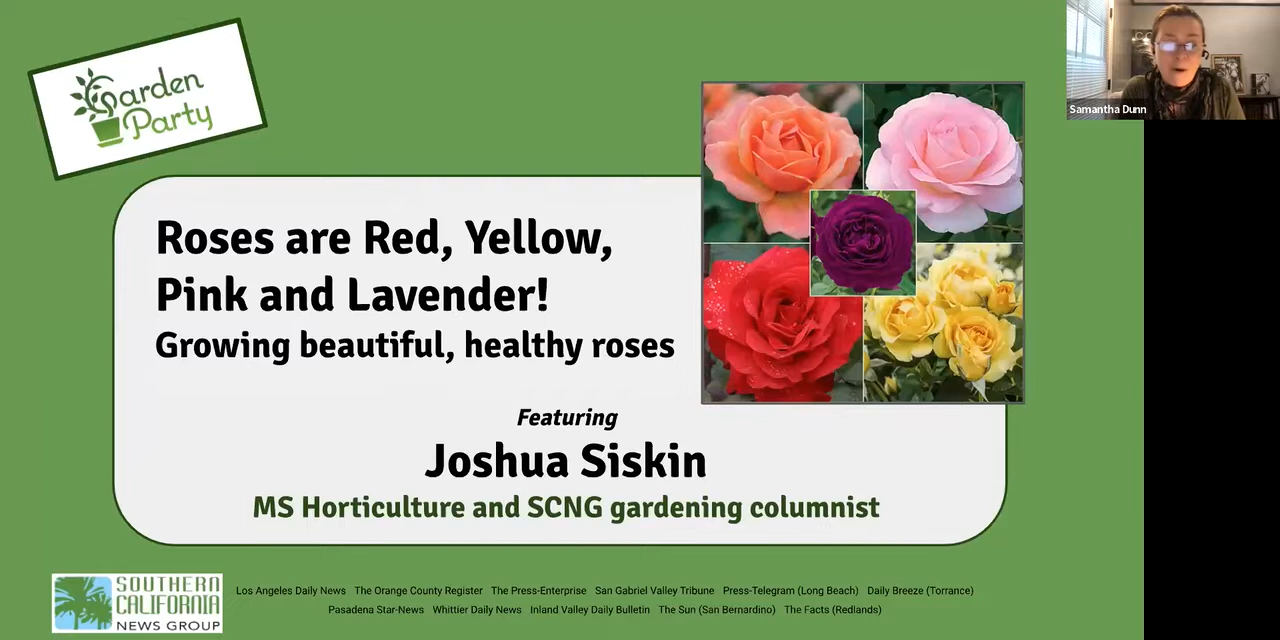 Garden
Party
Samantha Dunn
Roses are Red, Yellow,
Pink and Lavender!
Growing beautiful, healthy roses
Featuring
Joshua Siskin
MS Horticulture and SCNG gardening columnist
SOUTHERN
CALIFORNIA
NEWS GROUP
Los Angeles Daily News The Orange County Register The Press-Enterprise San Gabriel Valley Tribune Press-Telegram (Long Beach) Daily Breeze (Torrance)
Pasadena Star-News Whittier Daily News Inland Valley Daily Bulletin The Sun (San Bernardino) The Facts (Redlands)